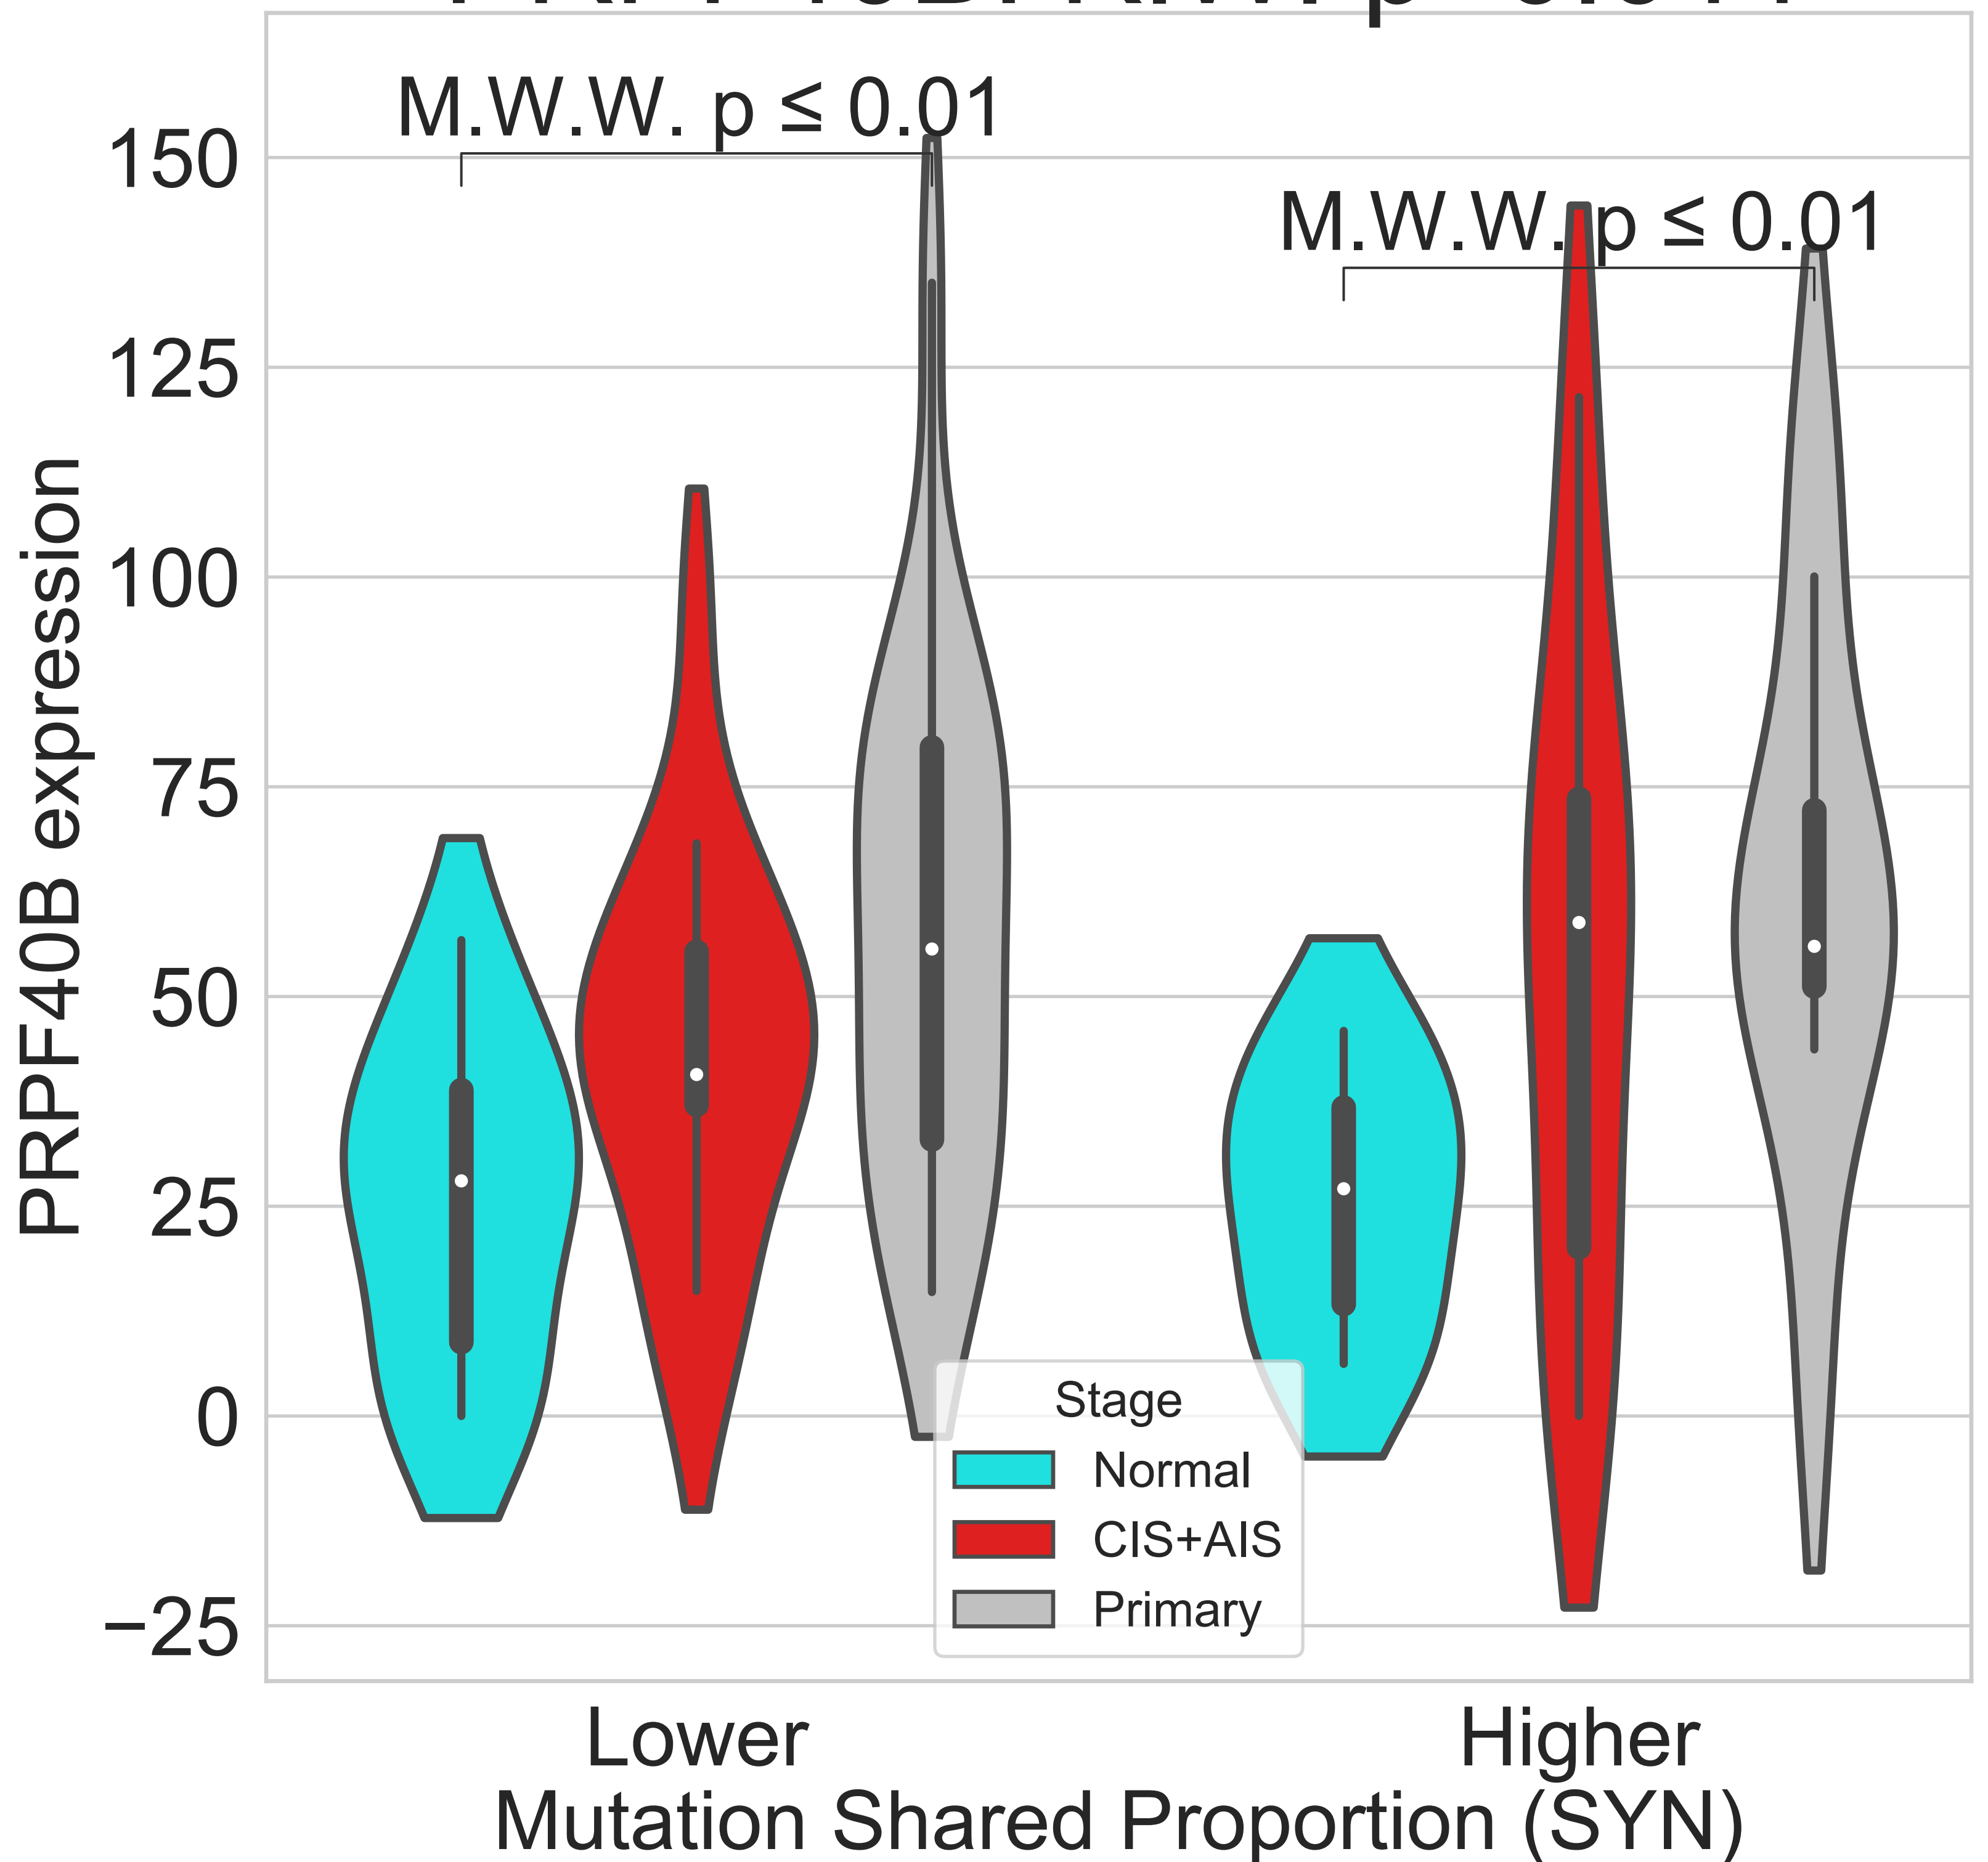 M.W.W. p ≤ 0.01
M.W.W. p ≤ 0.01
150
125
100
75
50
25
0
−25
PRPF40B expression
Stage
Normal
CIS+AIS
Primary
Lower
Higher
Mutation Shared Proportion (SYN)